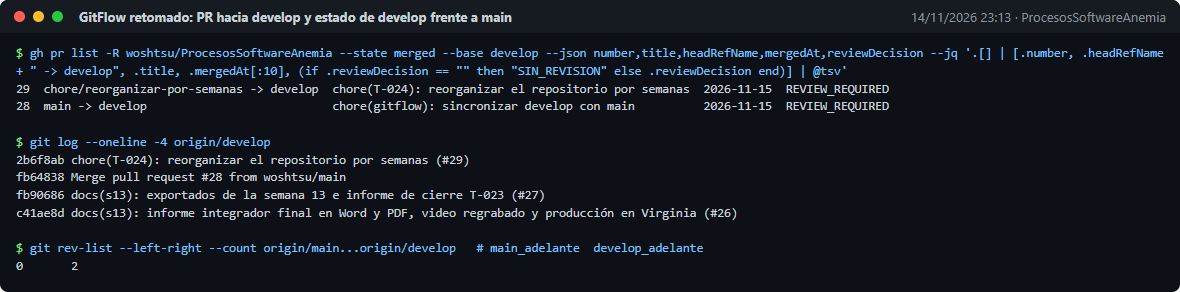 GitFlow retomado: PR hacia develop y estado de develop frente a main
14/11/2026 23:13 · ProcesosSoftwareAnemia
$ gh pr list -R woshtsu/ProcesosSoftwareAnemia --state merged --base develop --json number,title,headRefName,mergedAt,reviewDecision --jq '.[] | [.number, .headRefName
+ " -> develop", .title, .mergedAt[:10], (if .reviewDecision == "" then "SIN_REVISION" else .reviewDecision end)] | @tsv'
29  chore/reorganizar-por-semanas -> develop  chore(T-024): reorganizar el repositorio por semanas  2026-11-15  REVIEW_REQUIRED
28  main -> develop                           chore(gitflow): sincronizar develop con main          2026-11-15  REVIEW_REQUIRED
$ git log --oneline -4 origin/develop
2b6f8ab chore(T-024): reorganizar el repositorio por semanas (#29)
fb64838 Merge pull request #28 from woshtsu/main
fb90686 docs(s13): exportados de la semana 13 e informe de cierre T-023 (#27)
c41ae8d docs(s13): informe integrador final en Word y PDF, video regrabado y producción en Virginia (#26)
$ git rev-list --left-right --count origin/main...origin/develop   # main_adelante  develop_adelante
0       2